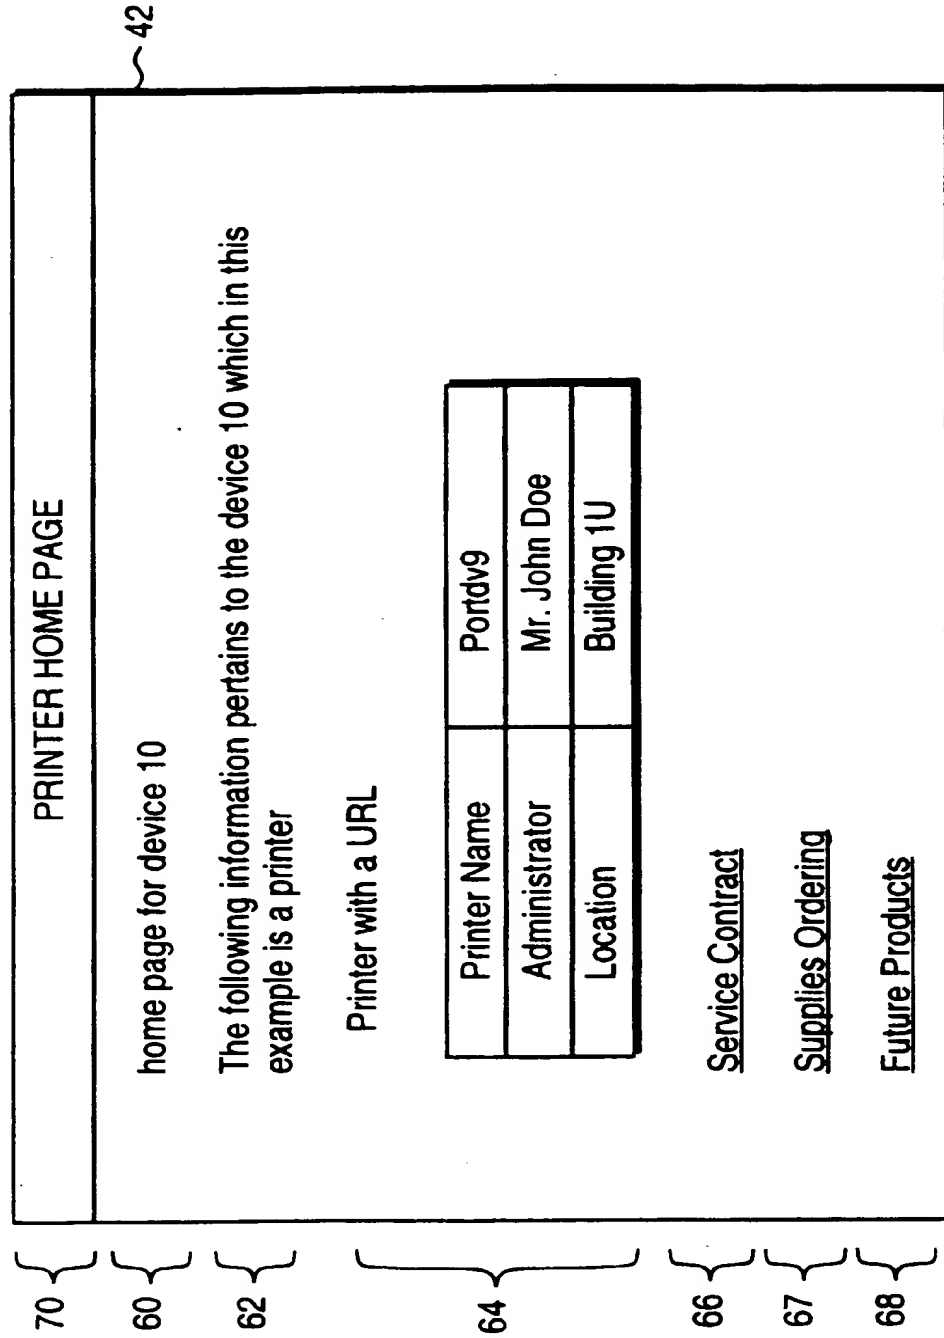 42
70 PRINTER HOME PAGE
60 home page for device 10
62 The following information pertains to the device 10 which in this
example is a printer
64 Printer with a URL
Printer Name Portdv9
Administrator Mr. John Doe
Location Building 1U
66 Service Contract
67 Supplies Ordering
68 Future Products